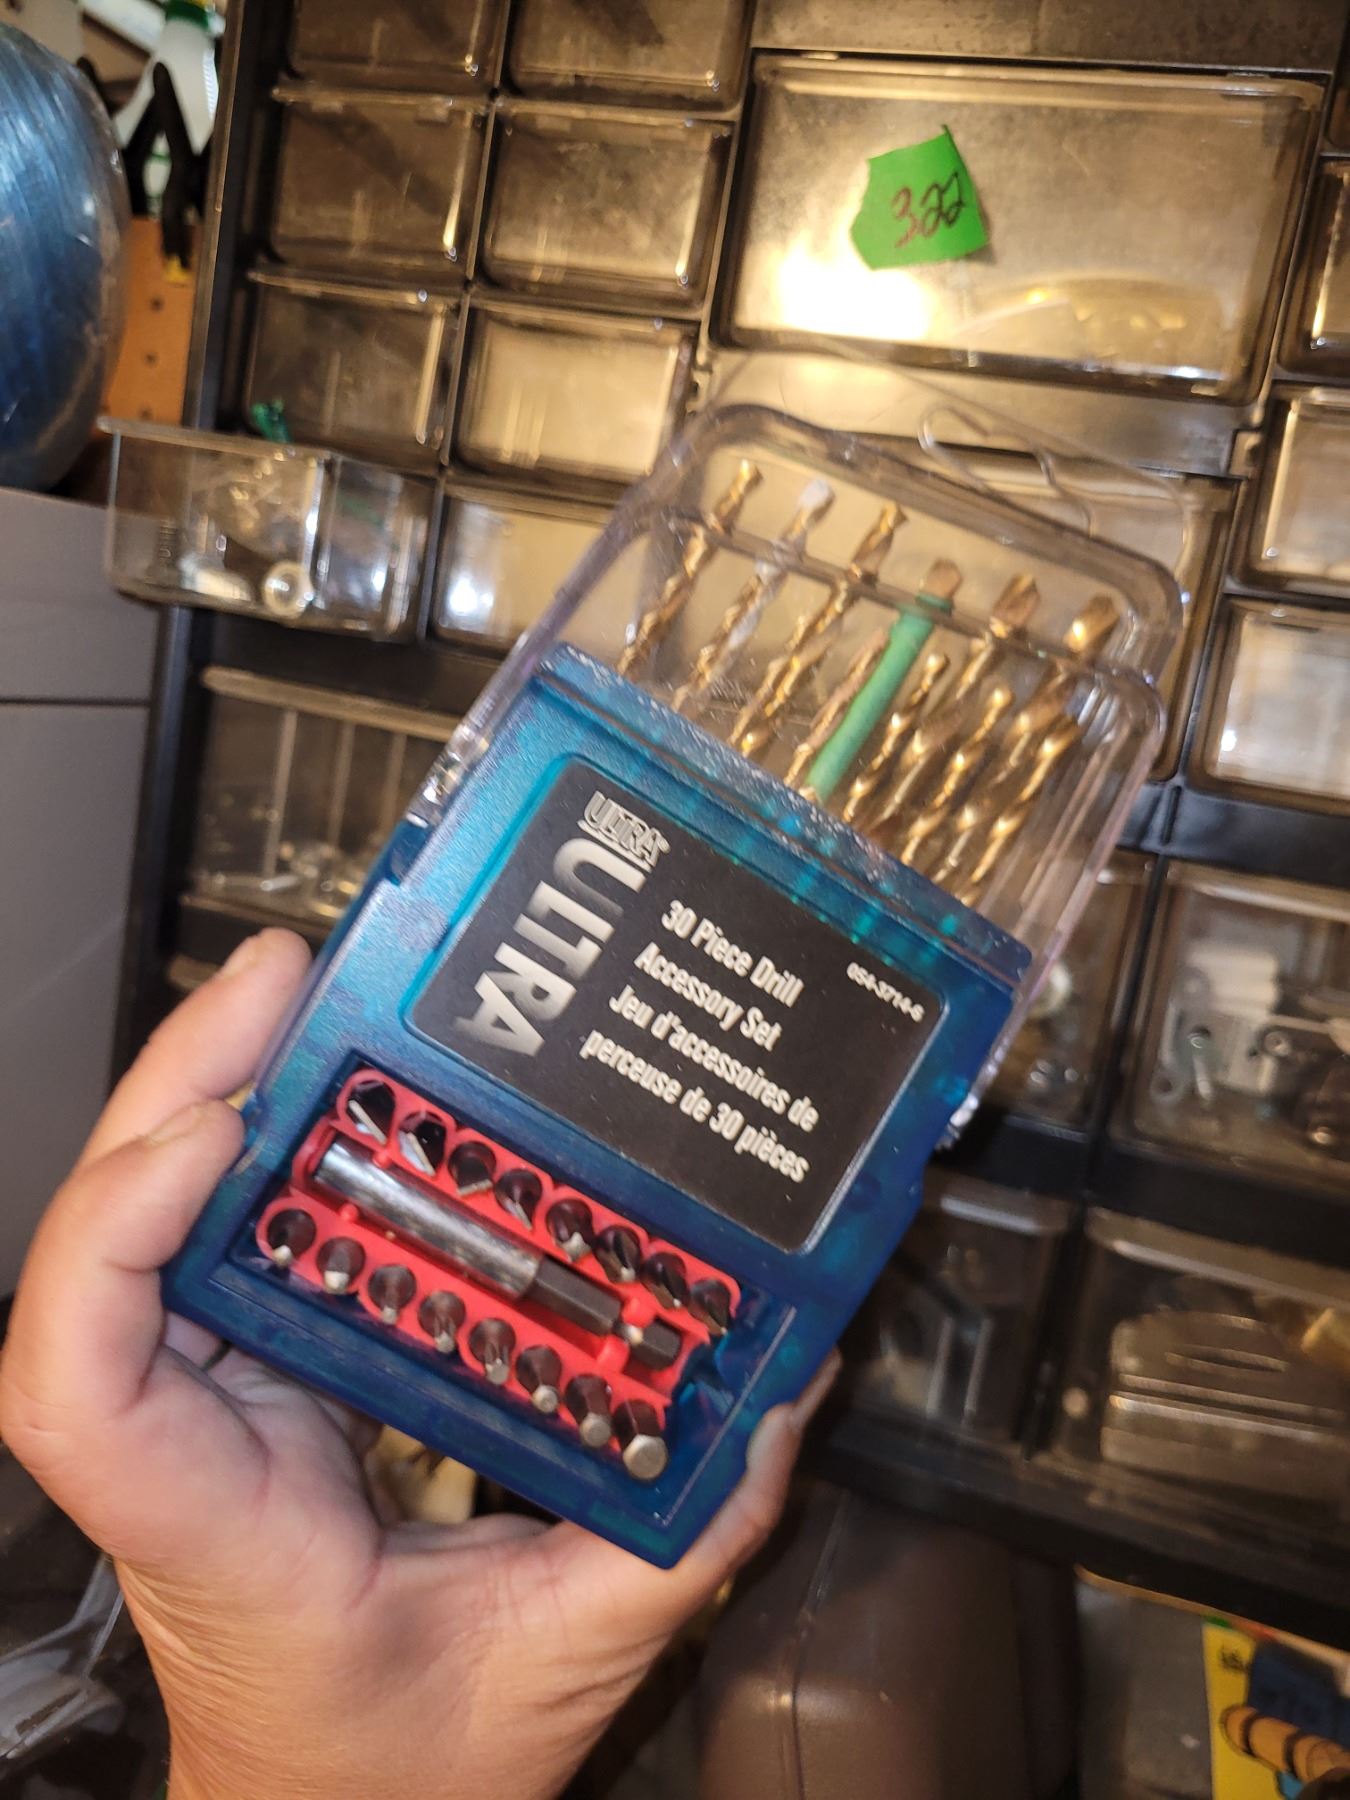 322
ULTRA
ULTRA
054-3714-6
30 Piece Drill
Accessory Set
Jeu d'accessoires de
perceuse de 30 pièces